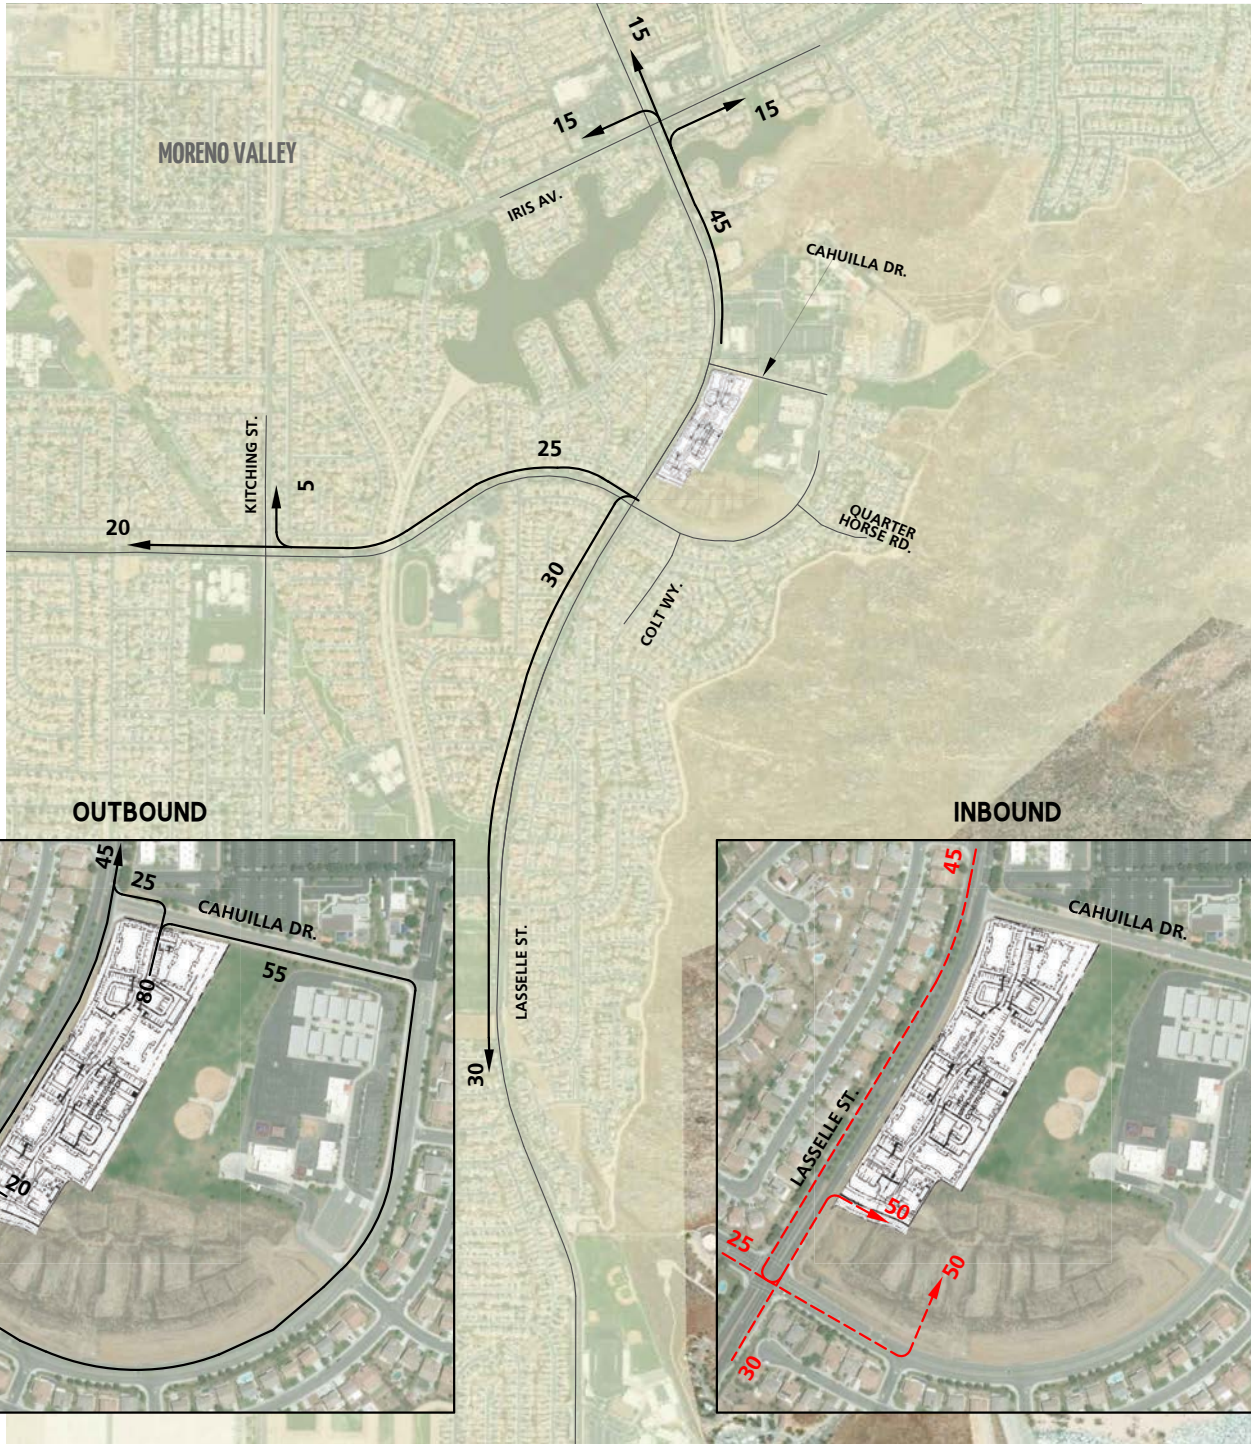 15
15
15
MORENO VALLEY
IRIS AV.
45
CAHUILLA DR.
KITCHING ST.
25
5
20
QUARTER
HORSE RD.
30
COLT WY.
OUTBOUND
INBOUND
45
25
CAHUILLA DR.
55
80
20
LASSELLE ST.
30
45
CAHUILLA DR.
LASSELLE ST.
50
25
50
30